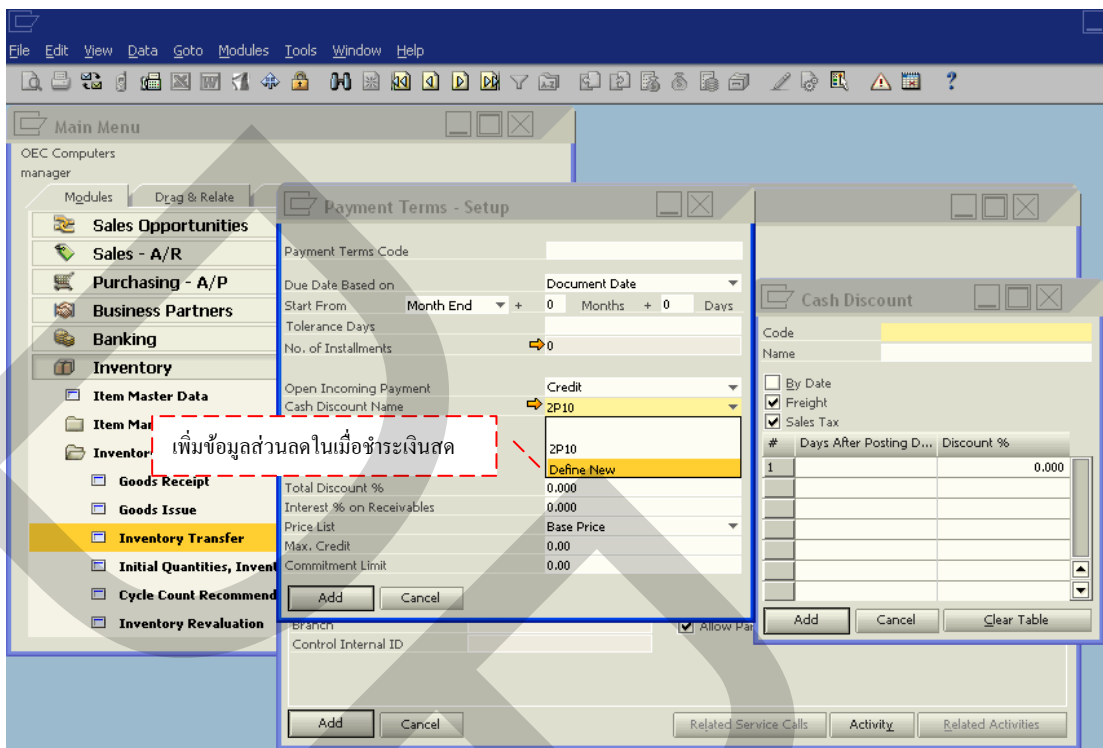 File Edit View Data Goto Modules Tools Window Help
Main Menu
OEC Computers
manager
Modules Drag & Relate
Sales Opportunities
Sales - A/R
Purchasing - A/P
Business Partners
Banking
Inventory
Item Master Data
Item Mar
Inventor
Goods Receipt
Goods Issue
Inventory Transfer
Initial Quantities, Invent
Cycle Count Recommend
Inventory Revaluation
Payment Terms - Setup
Payment Terms Code
Due Date Based on Document Date
Start From Month End + 0 Months + 0 Days
Tolerance Days
No. of Installments 0
Open Incoming Payment Credit
Cash Discount Name 2P10
2P10
Define New
เพิ่มข้อมูลส่วนลดในเมื่อชำระเงินสด
Total Discount % 0.000
Interest % on Receivables 0.000
Price List Base Price
Max. Credit 0.00
Commitment Limit 0.00
Add Cancel
Branch Allow Par
Control Internal ID
Add Cancel Related Service Calls Activity Related Activities
Cash Discount
Code
Name
By Date
Freight
Sales Tax
# Days After Posting D... Discount %
1 0.000
Add Cancel Clear Table